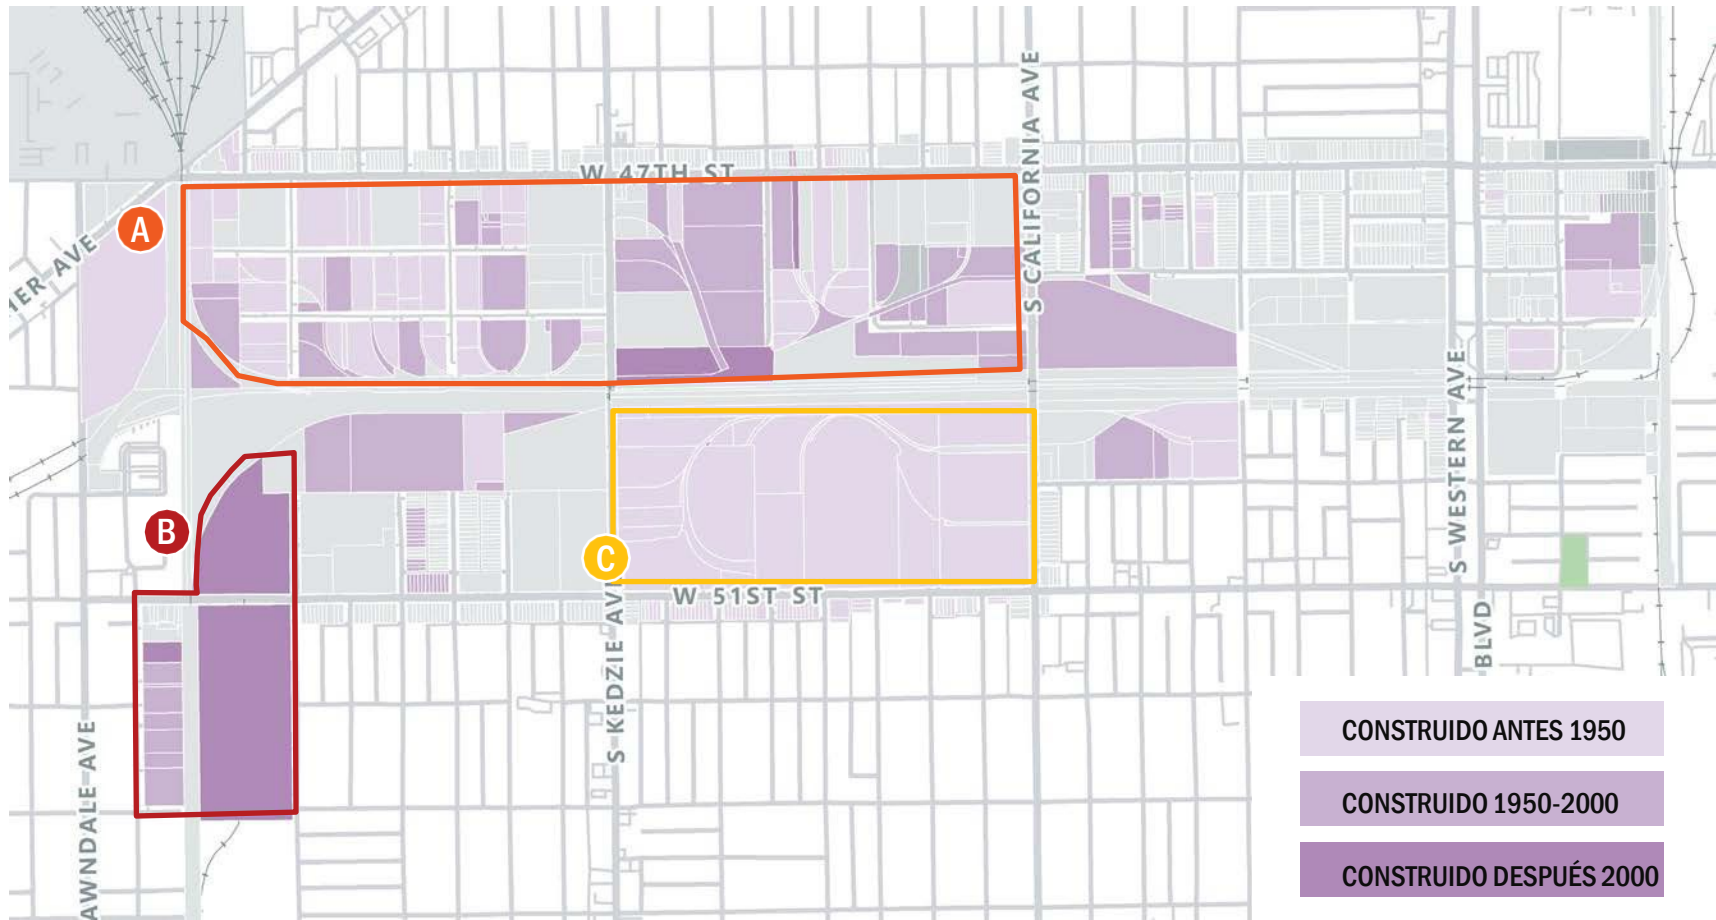 W 47TH ST
S CALIFORNIA AVE
A
HER AVE
S WESTERN AVE
B
C
W 51ST ST
S KEDZIE AVE
BLVD
AWNDALE AVE
CONSTRUIDO ANTES 1950
CONSTRUIDO 1950-2000
CONSTRUIDO DESPUÉS 2000